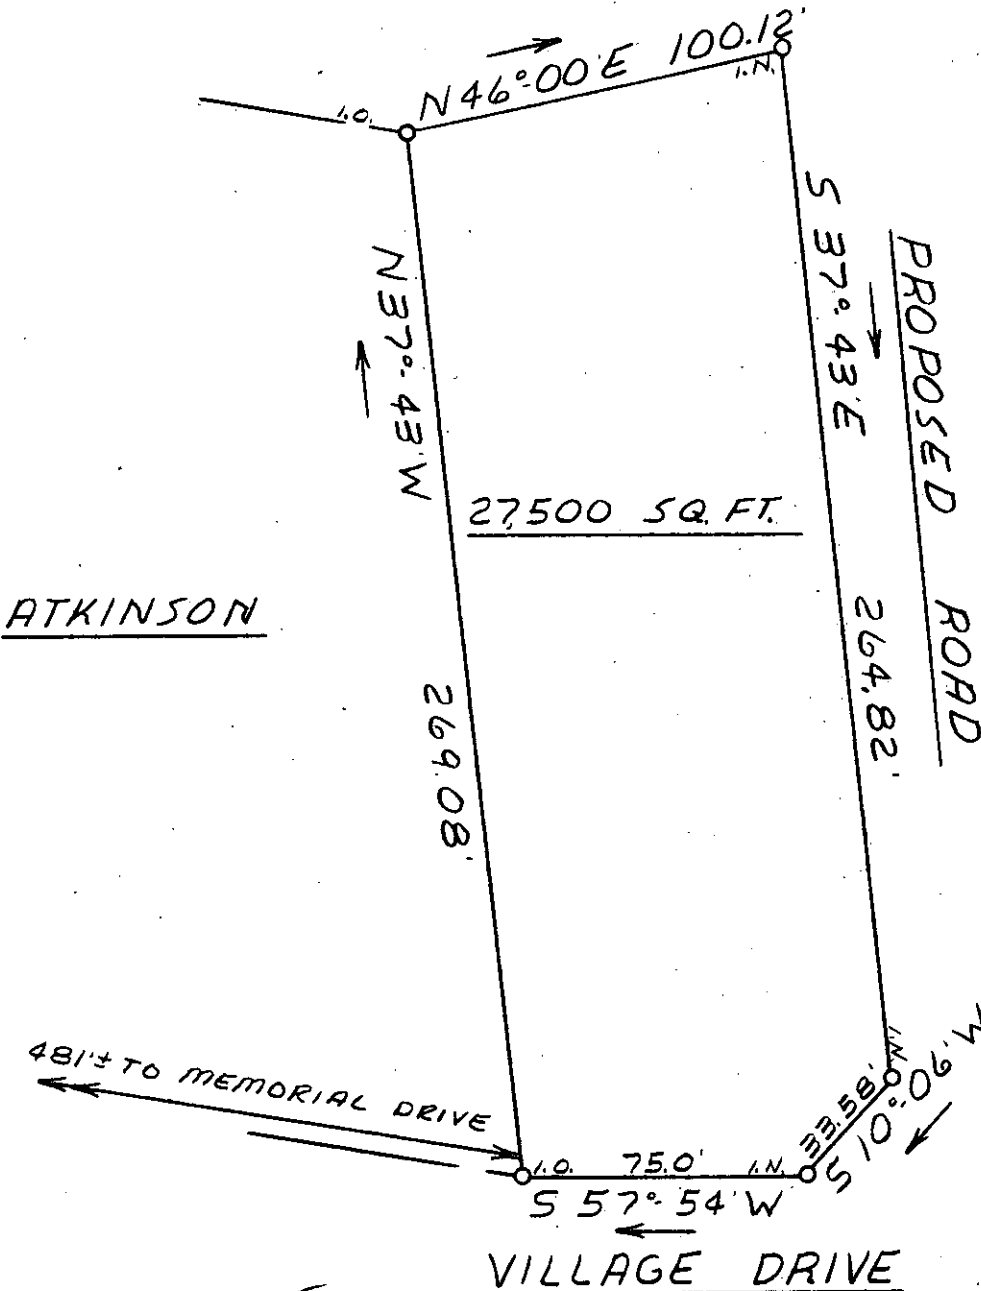 N 46°-00'E 100.12'
I.O.
I.N.
S 37°-43'E
PROPOSED ROAD
N 37°-43'W
27,500 SQ. FT.
ATKINSON
264.82'
269.08'
481'± TO MEMORIAL DRIVE
I.N.
33.58'
S 10°-06'W
I.O.
75.0'
I.N.
S 57°-54'W
VILLAGE DRIVE